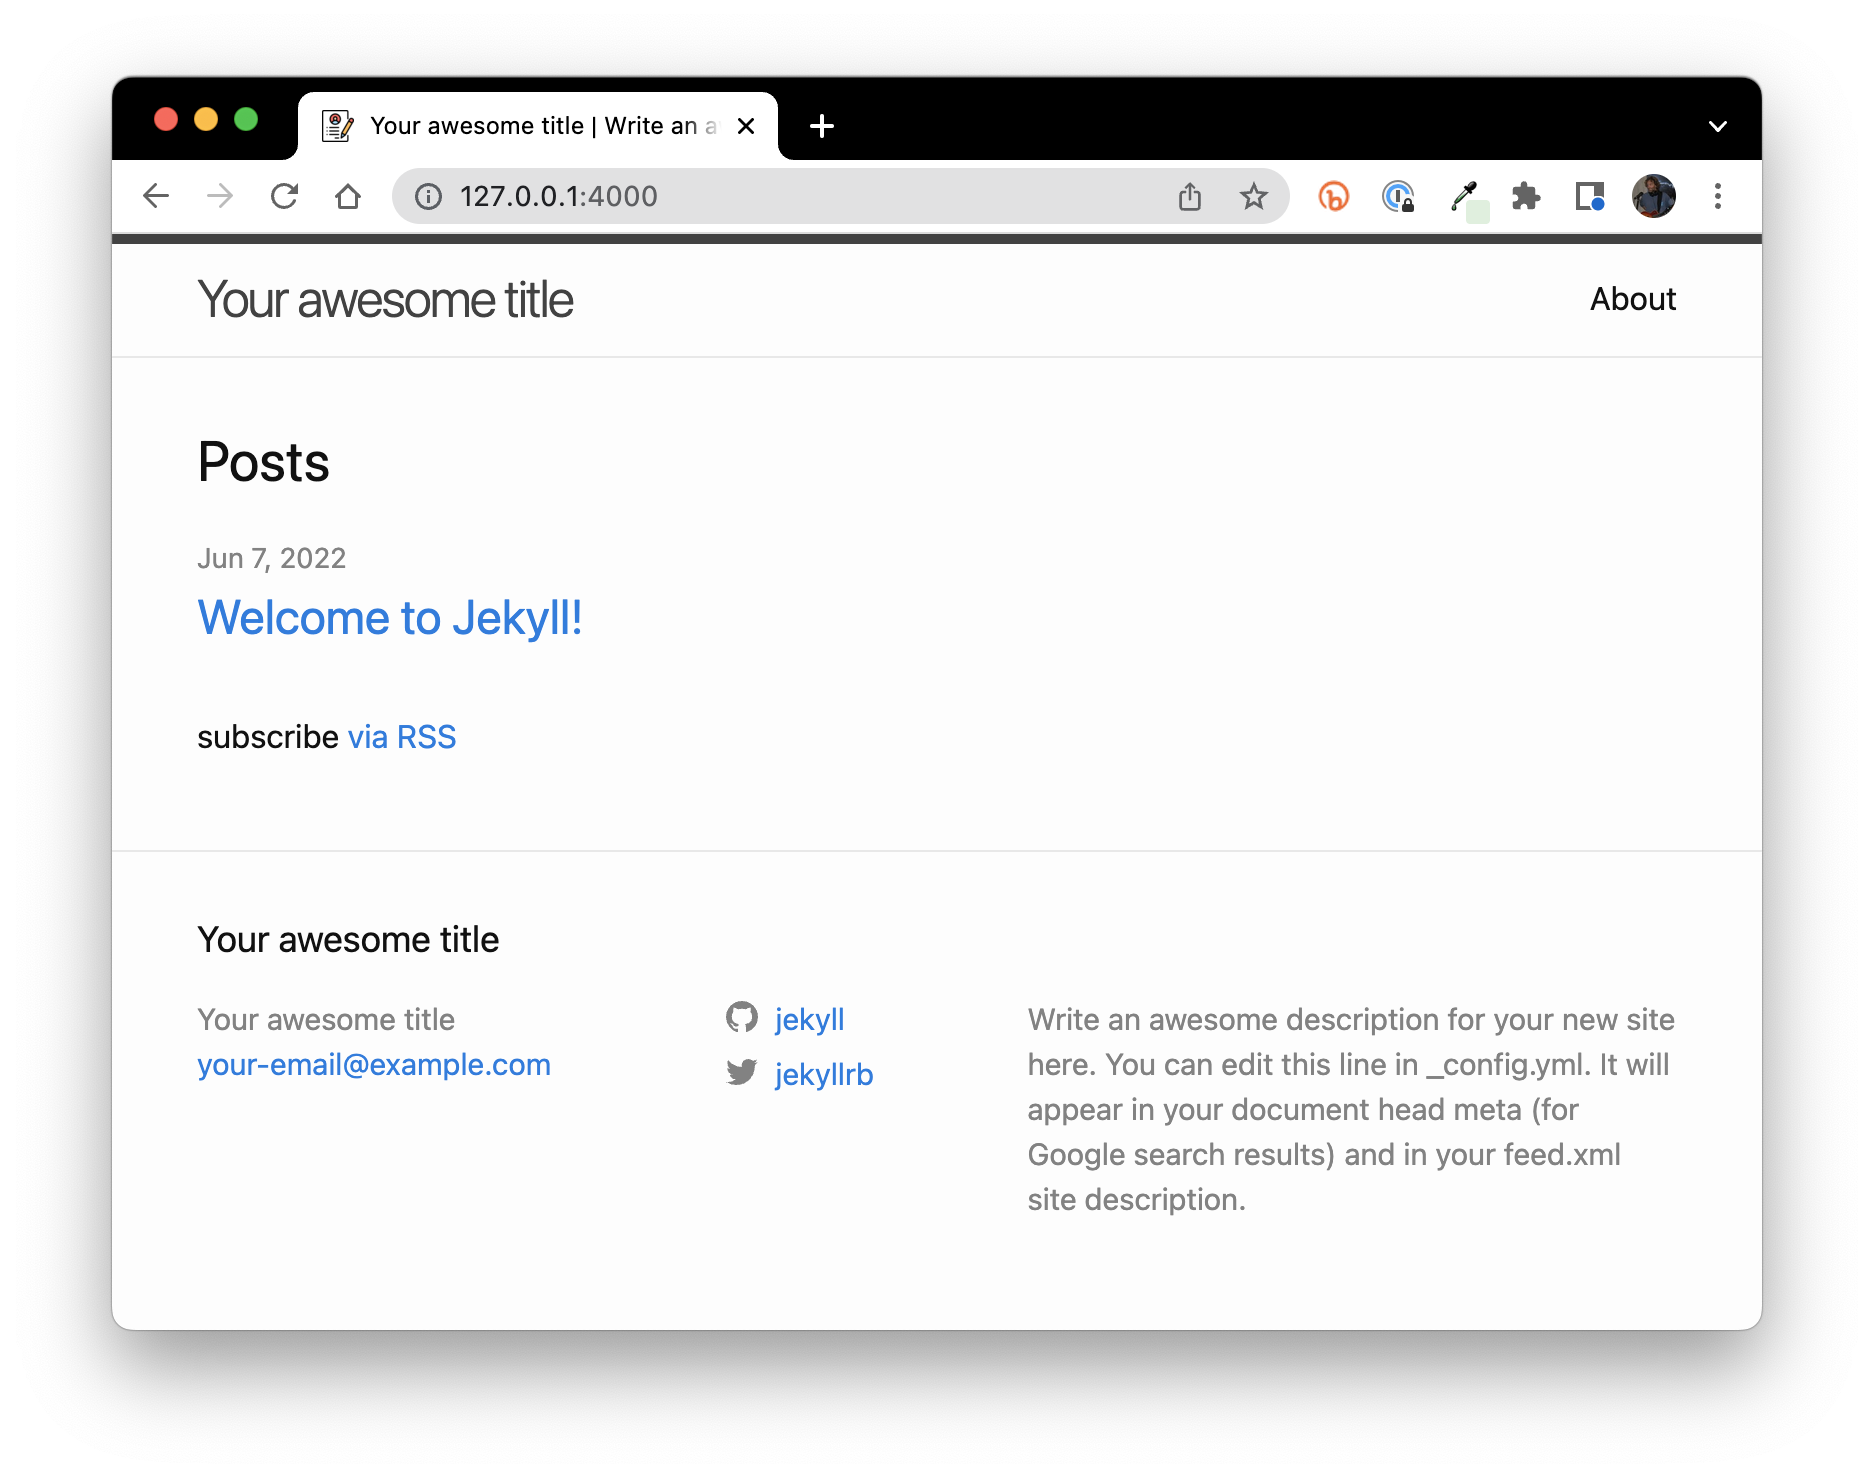 Your awesome title | Write an a
127.0.0.1:4000
Your awesome title
About
Posts
Jun 7, 2022
Welcome to Jekyll!
subscribe via RSS
Your awesome title
Your awesome title
your-email@example.com
jekyll
jekyllrb
Write an awesome description for your new site
here. You can edit this line in _config.yml. It will
appear in your document head meta (for
Google search results) and in your feed.xml
site description.